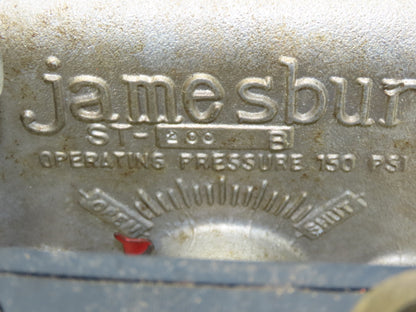 jamesbur
ST-200 B
OPERATING PRESSURE 150 PSI
OPEN SHUT